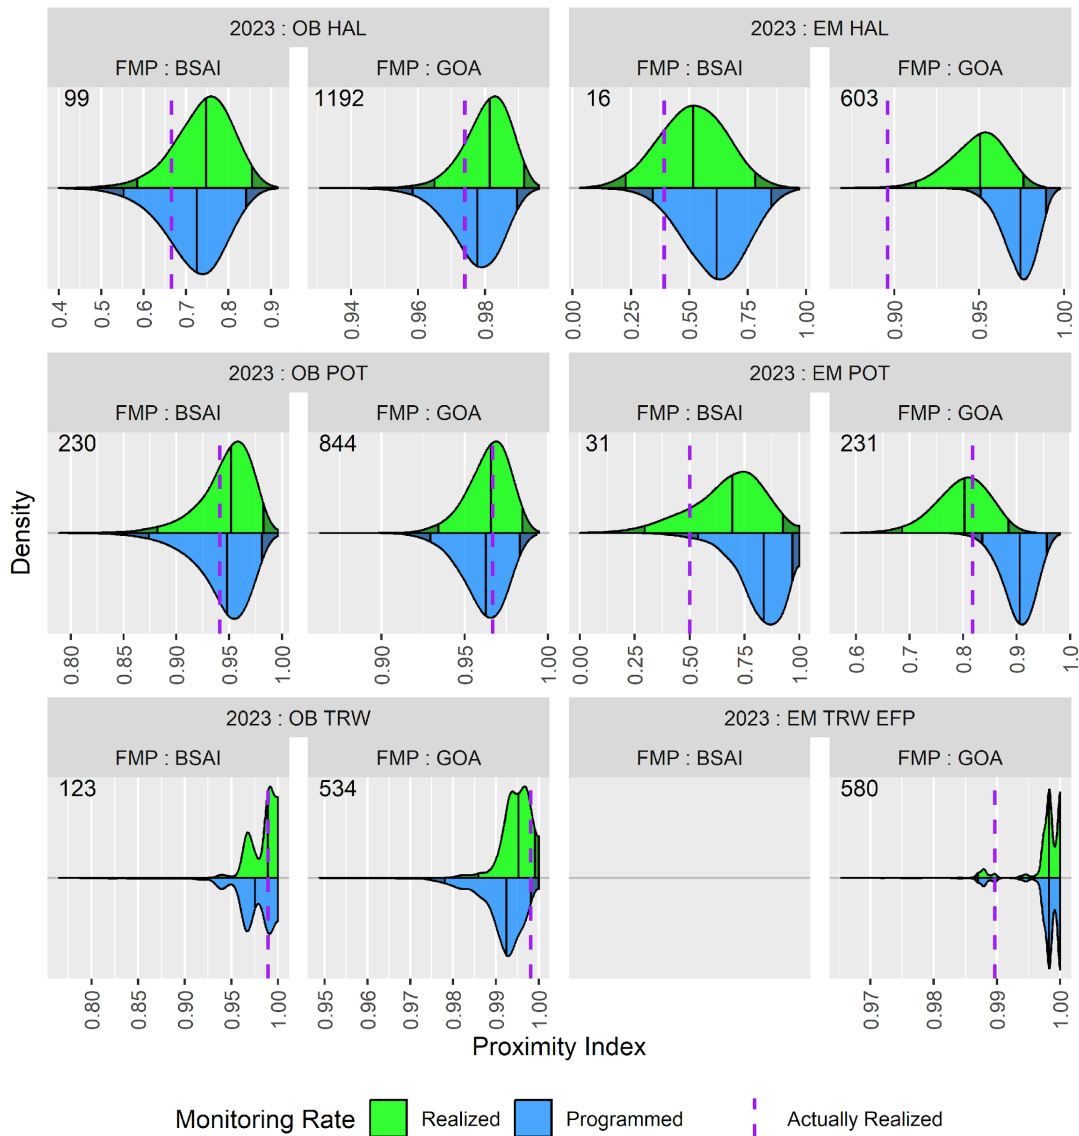 2023 : OB HAL
2023 : EM HAL
FMP : BSAI
FMP : GOA
FMP : BSAI
FMP : GOA
99
1192
16
603
0.4 0.5 0.6 0.7 0.8 0.9
0.94 0.96 0.98
0.00 0.25 0.50 0.75 1.00
0.90 0.95 1.00
2023 : OB POT
2023 : EM POT
FMP : BSAI
FMP : GOA
FMP : BSAI
FMP : GOA
230
844
31
231
Density
0.80 0.85 0.90 0.95 1.00
0.90 0.95 1.00
0.00 0.25 0.50 0.75 1.00
0.6 0.7 0.8 0.9 1.0
2023 : OB TRW
2023 : EM TRW EFP
FMP : BSAI
FMP : GOA
FMP : BSAI
FMP : GOA
123
534
580
0.80 0.85 0.90 0.95 1.00
0.95 0.96 0.97 0.98 0.99 1.00
0.97 0.98 0.99 1.00
Proximity Index
Monitoring Rate Realized Programmed Actually Realized